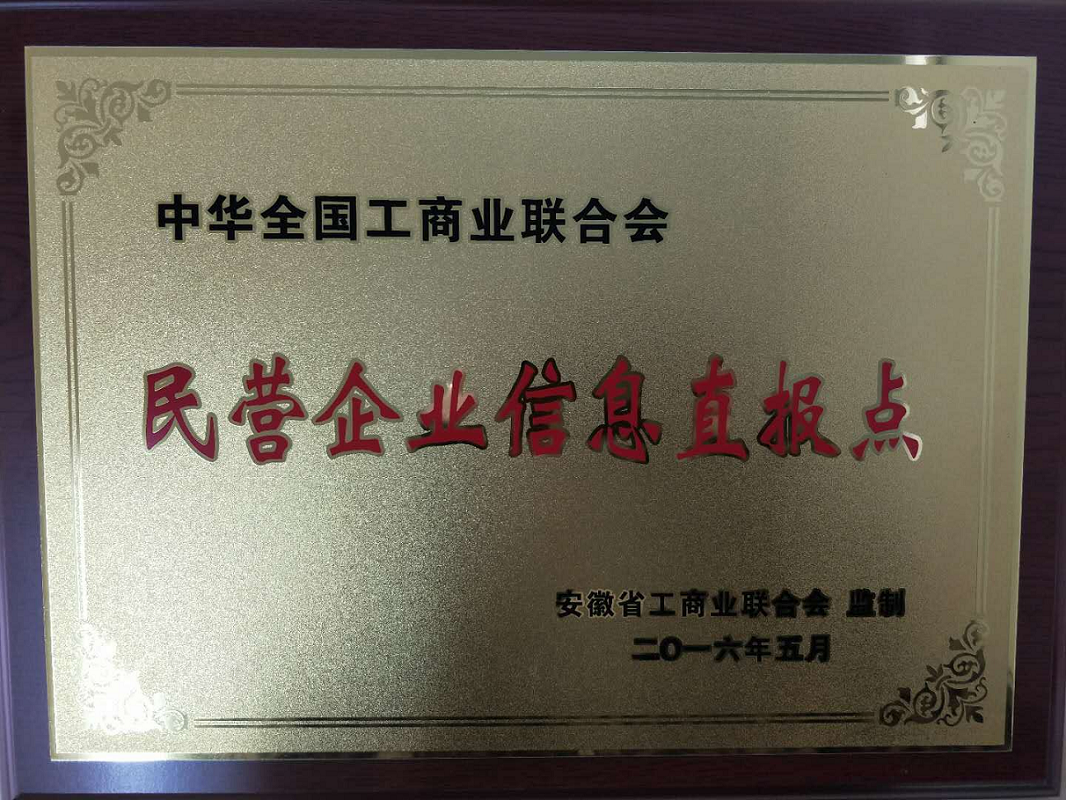 中华全国工商业联合会
民营企业信息直报点
安徽省工商业联合会 监制
二〇一六年五月